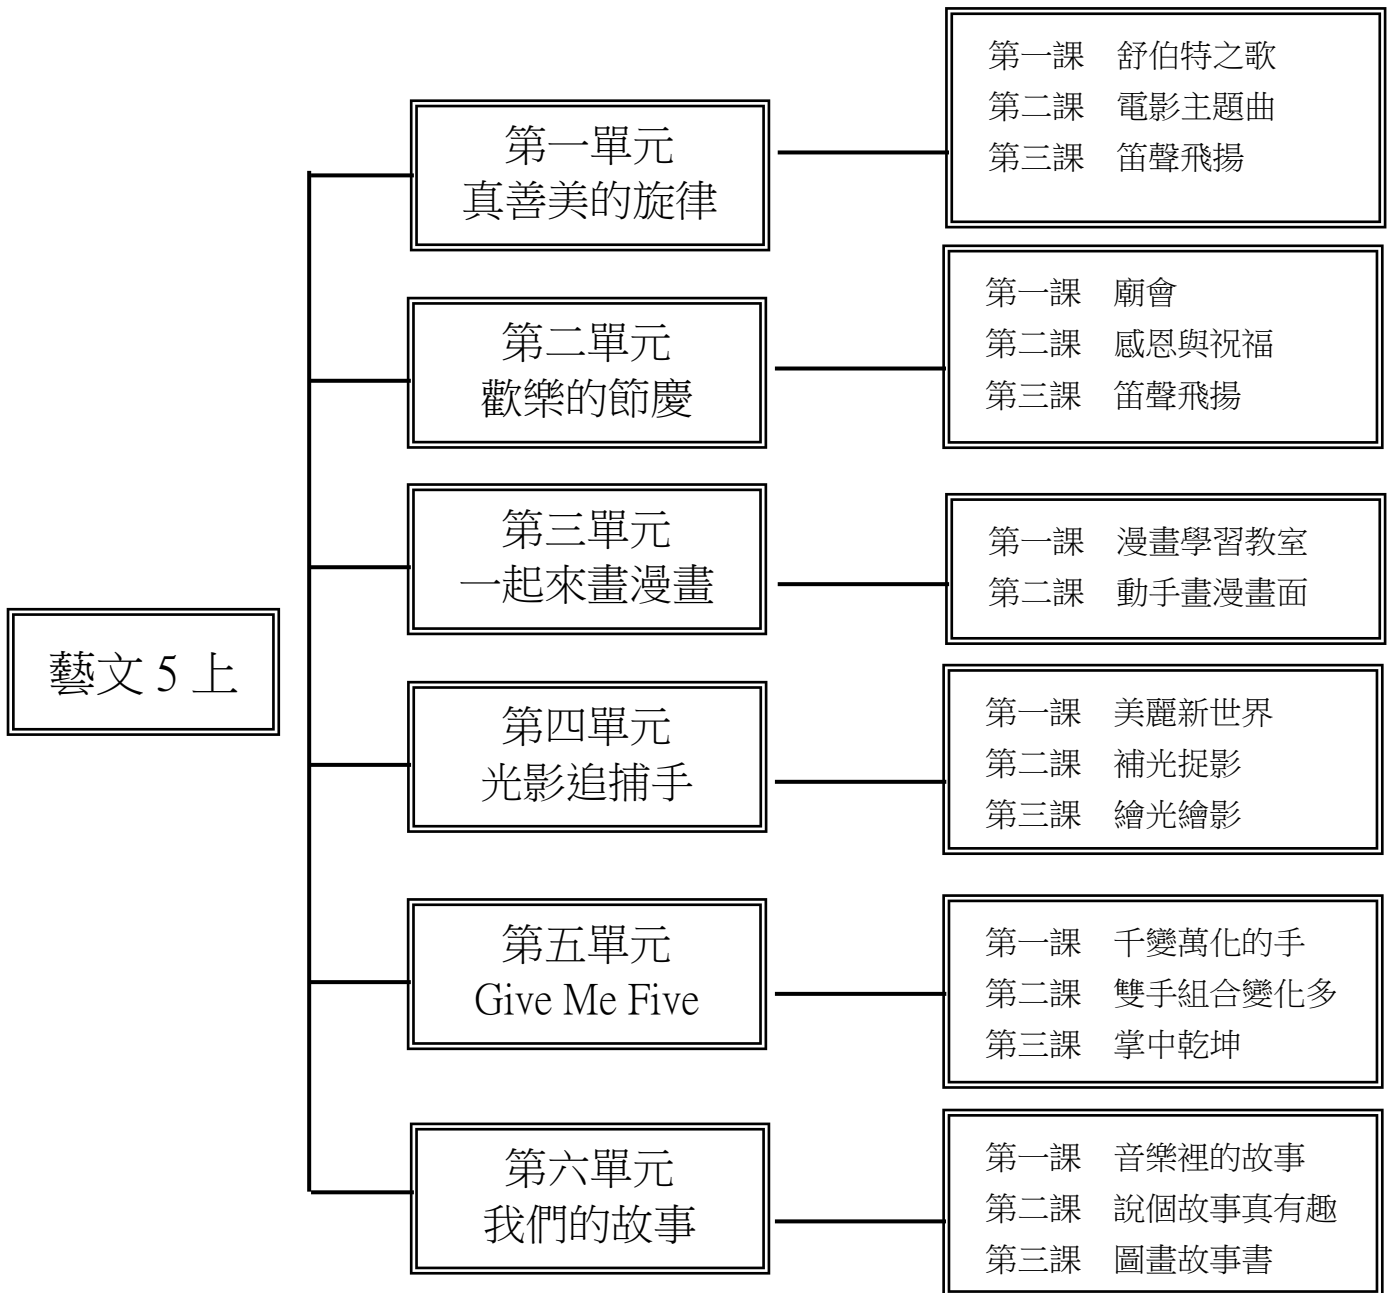 藝文 5 上
第一單元
真善美的旋律
第一課　舒伯特之歌
第二課　電影主題曲
第三課　笛聲飛揚
第二單元
歡樂的節慶
第一課　廟會
第二課　感恩與祝福
第三課　笛聲飛揚
第三單元
一起來畫漫畫
第一課　漫畫學習教室
第二課　動手畫漫畫面
第四單元
光影追捕手
第一課　美麗新世界
第二課　補光捉影
第三課　繪光繪影
第五單元
Give Me Five
第一課　千變萬化的手
第二課　雙手組合變化多
第三課　掌中乾坤
第六單元
我們的故事
第一課　音樂裡的故事
第二課　說個故事真有趣
第三課　圖畫故事書